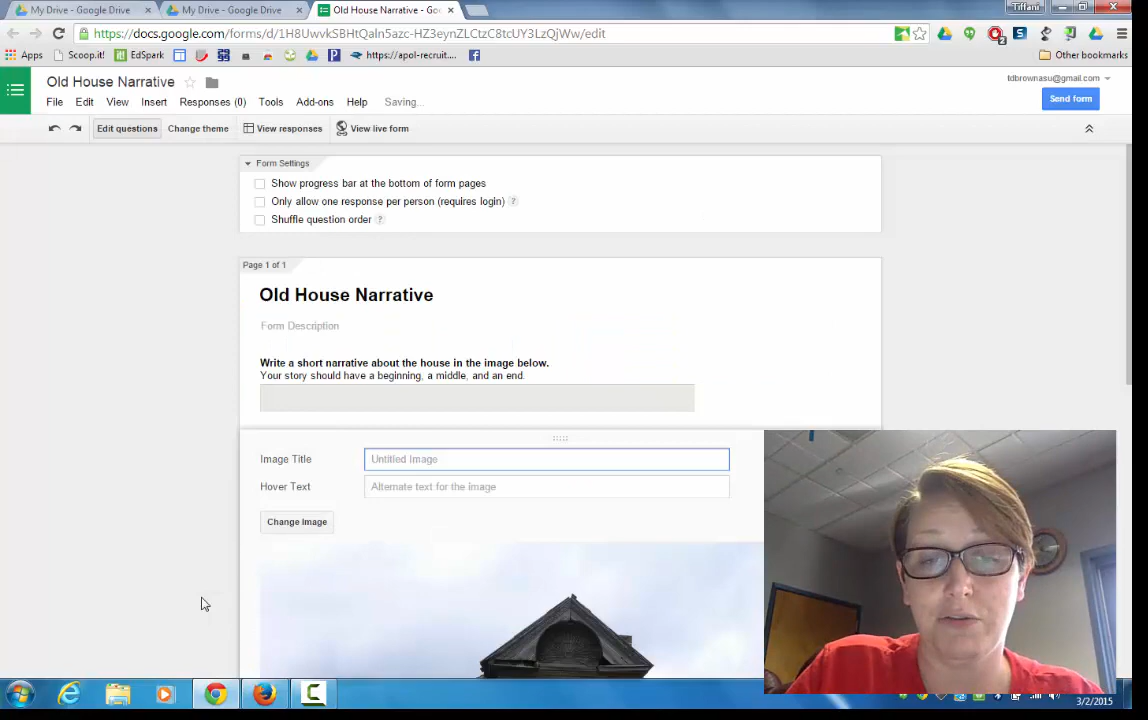 My Drive - Google Drive
My Drive - Google Drive
Old House Narrative - Goo
Tiffani
https://docs.google.com/forms/d/1H8UwvkSBHtQaIn5azc-HZ3eynZLCtzC8tcUY3LzQjWw/edit
Apps
Scoop.it!
EdSpark
https://apol-recruit....
Other bookmarks
Old House Narrative
tdbrownasu@gmail.com
File
Edit
View
Insert
Responses (0)
Tools
Add-ons
Help
Saving...
Send form
Edit questions
Change theme
View responses
View live form
Form Settings
Show progress bar at the bottom of form pages
Only allow one response per person (requires login) ?
Shuffle question order ?
Page 1 of 1
Old House Narrative
Form Description
Write a short narrative about the house in the image below.
Your story should have a beginning, a middle, and an end.
Image Title
Untitled Image
Hover Text
Alternate text for the image
Change Image
3/2/2015